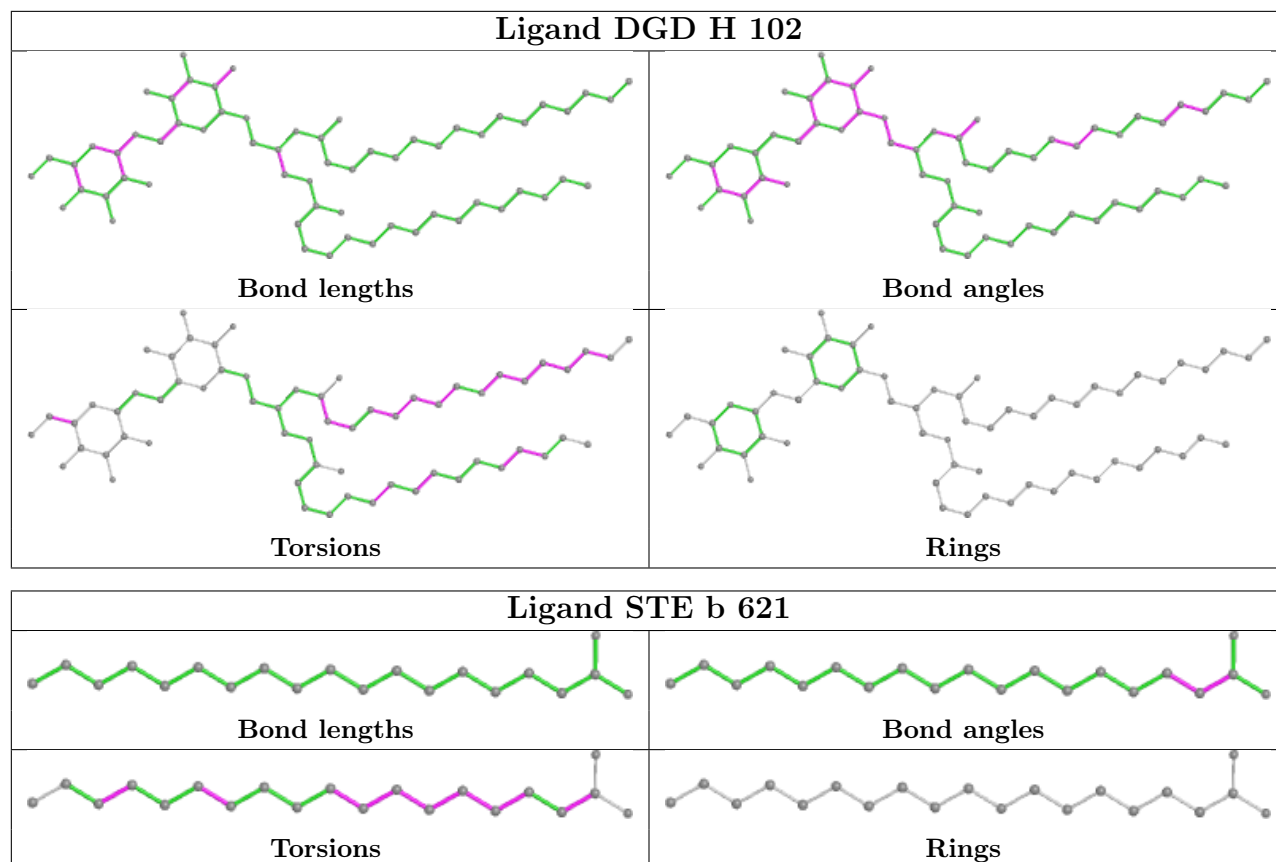 Ligand DGD H 102
Bond lengths
Bond angles
Torsions
Rings
Ligand STE b 621
Bond lengths
Bond angles
Torsions
Rings